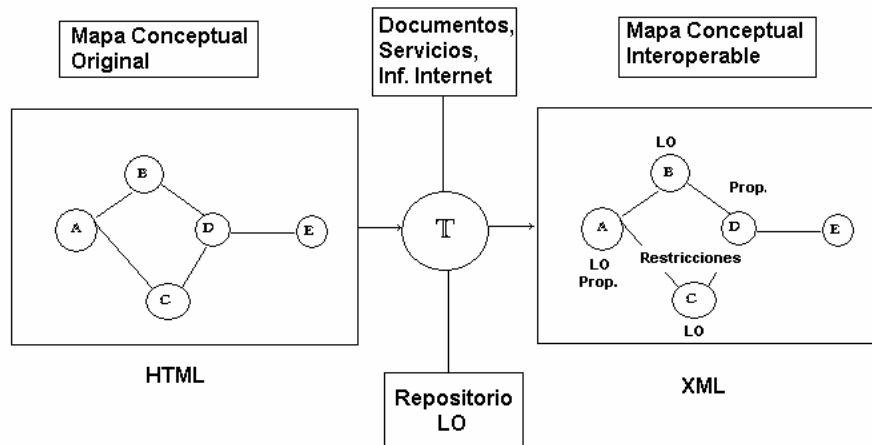 Mapa Conceptual
Original
Documentos,
Servicios,
Inf. Internet
Mapa Conceptual
Interoperable
B
A
D
E
C
HTML
𝕋
LO
B
Prop.
A
D
E
LO
Prop.
Restricciones
C
LO
XML
Repositorio
LO